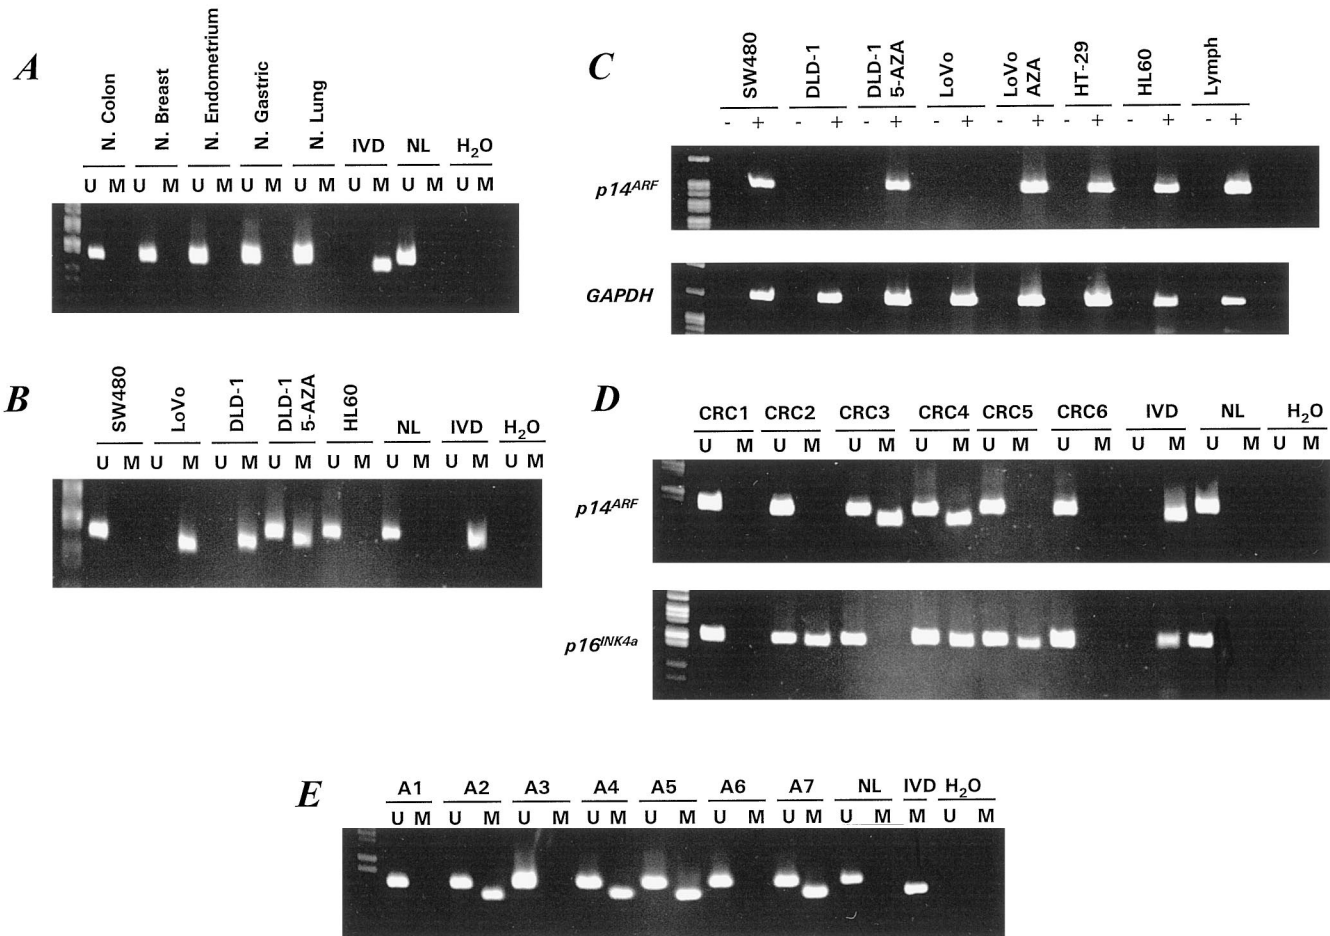 A
N. Colon
N. Breast
N. Endometrium
N. Gastric
N. Lung
IVD
NL
H2O
U M U M U M U M U M U M U M U M
B
SW480
LoVo
DLD-1
DLD-1
5-AZA
HL60
NL
IVD
H2O
U M U M U M U M U M U M U M U M
C
SW480
DLD-1
DLD-1
5-AZA
LoVo
LoVo
AZA
HT-29
HL60
Lymph
- + - + - + - + - + - + - + - +
p14ARF
GAPDH
D
CRC1 CRC2 CRC3 CRC4 CRC5 CRC6 IVD NL H2O
U M U M U M U M U M U M U M U M U M
p14ARF
p16INK4a
E
A1 A2 A3 A4 A5 A6 A7 NL IVD H2O
U M U M U M U M U M U M U M U M M U M